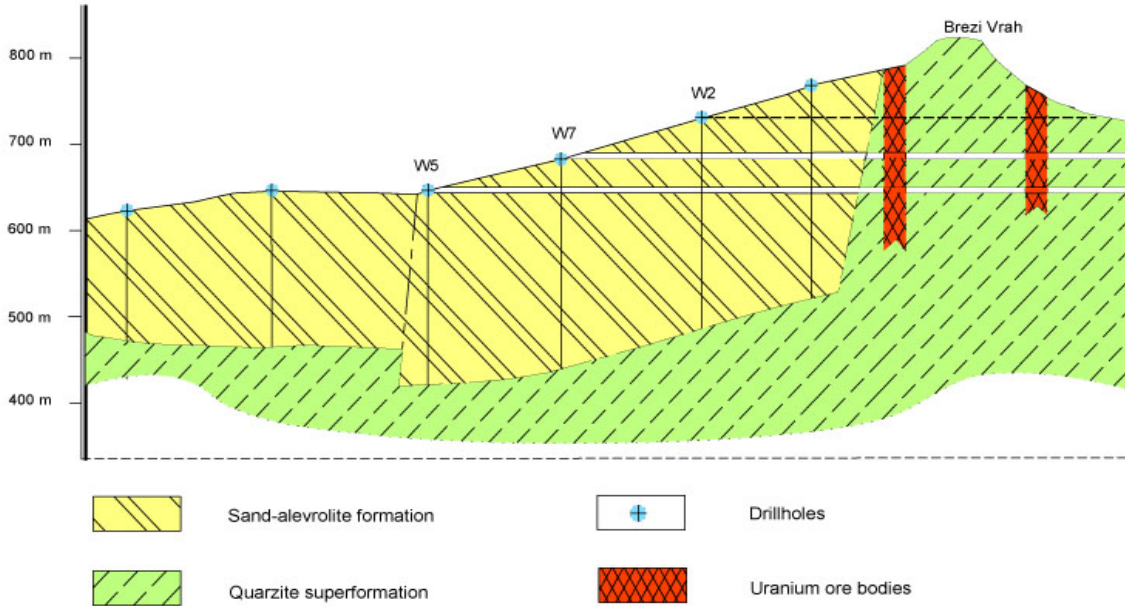 Brezi Vrah
800 m
W2
700 m
W7
W5
600 m
500 m
400 m
Sand-alevrolite formation
Drillholes
Quarzite superformation
Uranium ore bodies